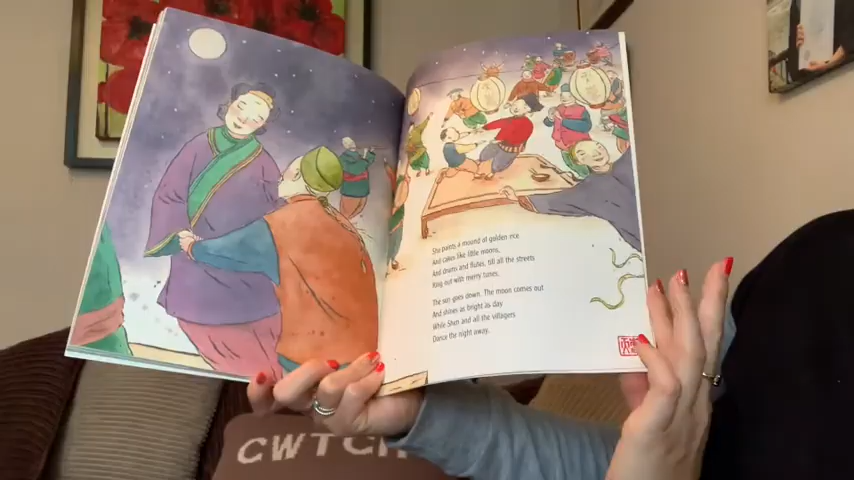 She paints a mound of golden rice
And cakes like little moons,
And drums and flutes, till all the streets
Ring out with merry tunes.
The sun goes down. The moon comes out
And shines as bright as day
While Shen and all the villagers
Dance the night away.
CWTCH